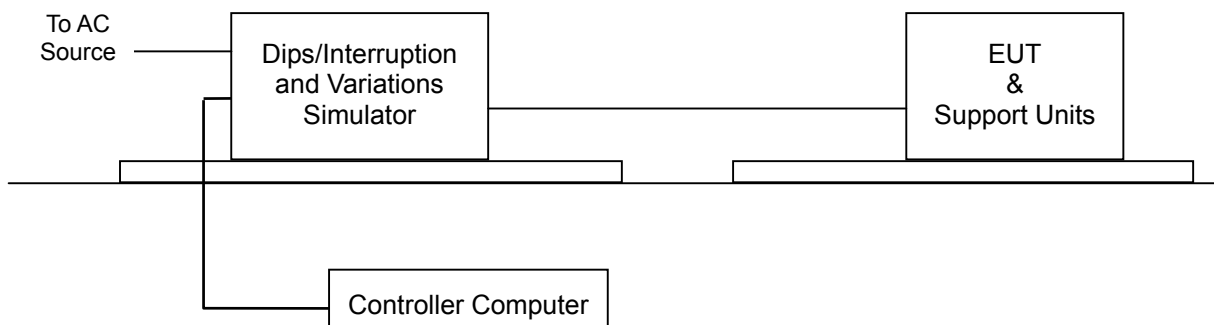 To AC
Source
Dips/Interruption
and Variations
Simulator
EUT
&
Support Units
Controller Computer